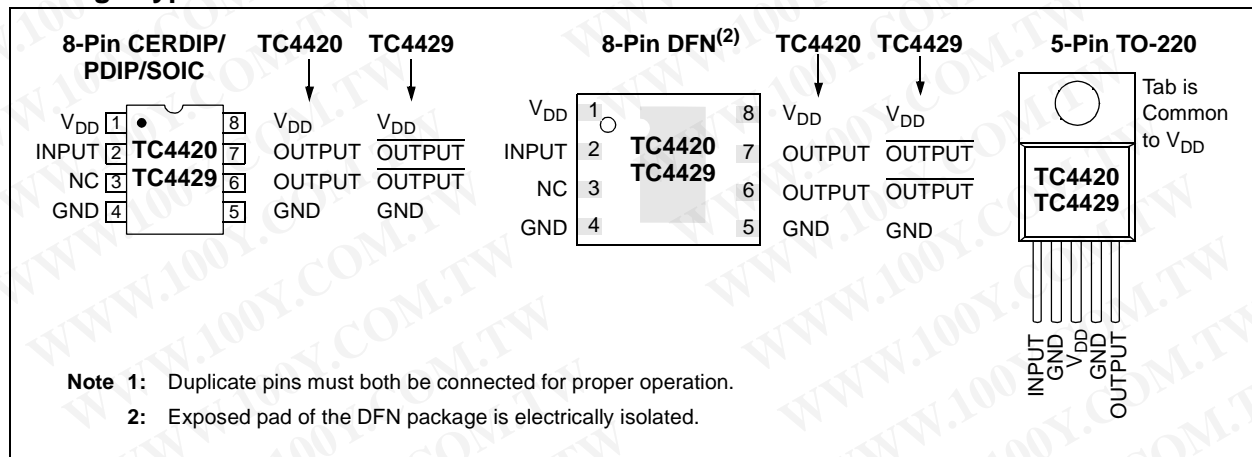 8-Pin CERDIP/
PDIP/SOIC
TC4420
TC4429
VDD 1
INPUT 2
NC 3
GND 4
TC4420
TC4429
8 VDD VDD
7 OUTPUT OUTPUT
6 OUTPUT OUTPUT
5 GND GND
8-Pin DFN(2)
TC4420
TC4429
VDD 1
INPUT 2
NC 3
GND 4
TC4420
TC4429
8 VDD VDD
7 OUTPUT OUTPUT
6 OUTPUT OUTPUT
5 GND GND
5-Pin TO-220
Tab is
Common
to VDD
TC4420
TC4429
INPUT
GND
VDD
GND
OUTPUT
Note 1: Duplicate pins must both be connected for proper operation.
2: Exposed pad of the DFN package is electrically isolated.
WWW.100Y.COM.TW